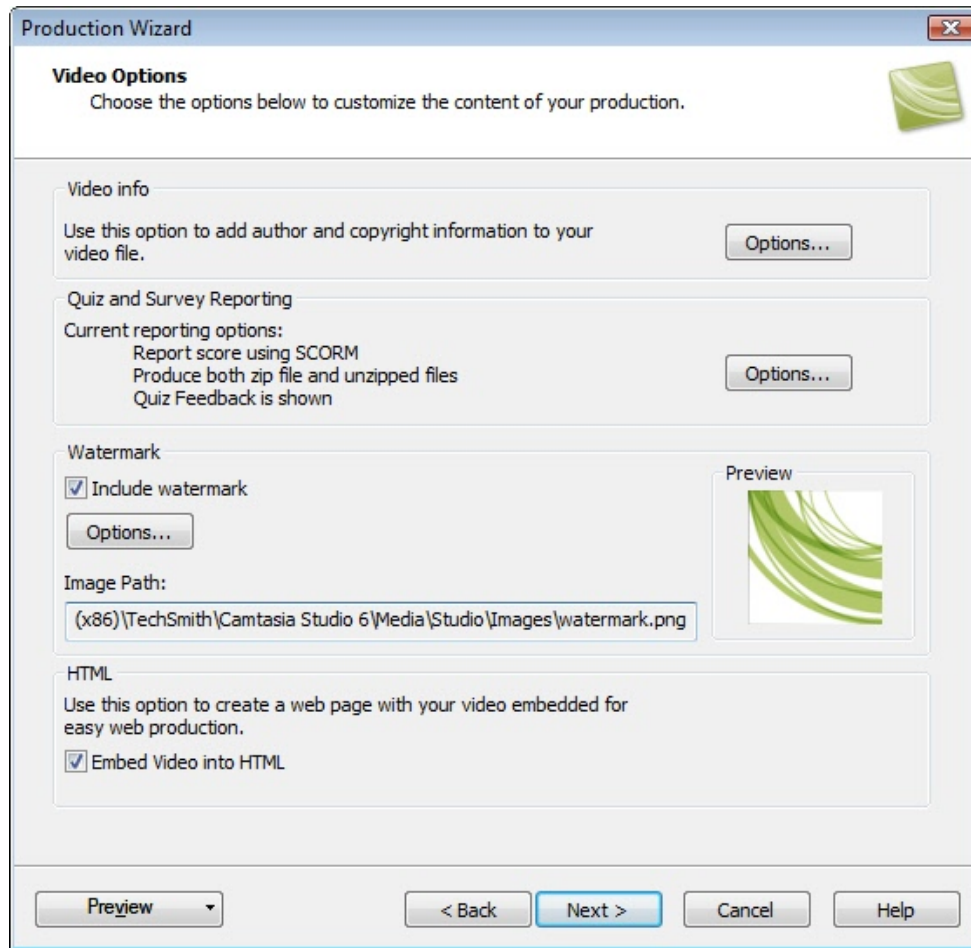 Production Wizard
Video Options
Choose the options below to customize the content of your production.
Video info
Use this option to add author and copyright information to your
video file.
Options...
Quiz and Survey Reporting
Current reporting options:
Report score using SCORM
Produce both zip file and unzipped files
Quiz Feedback is shown
Options...
Watermark
Include watermark
Options...
Image Path:
(x86)\TechSmith\Camtasia Studio 6\Media\Studio\Images\watermark.png
Preview
HTML
Use this option to create a web page with your video embedded for
easy web production.
Embed Video into HTML
Preview
< Back
Next >
Cancel
Help